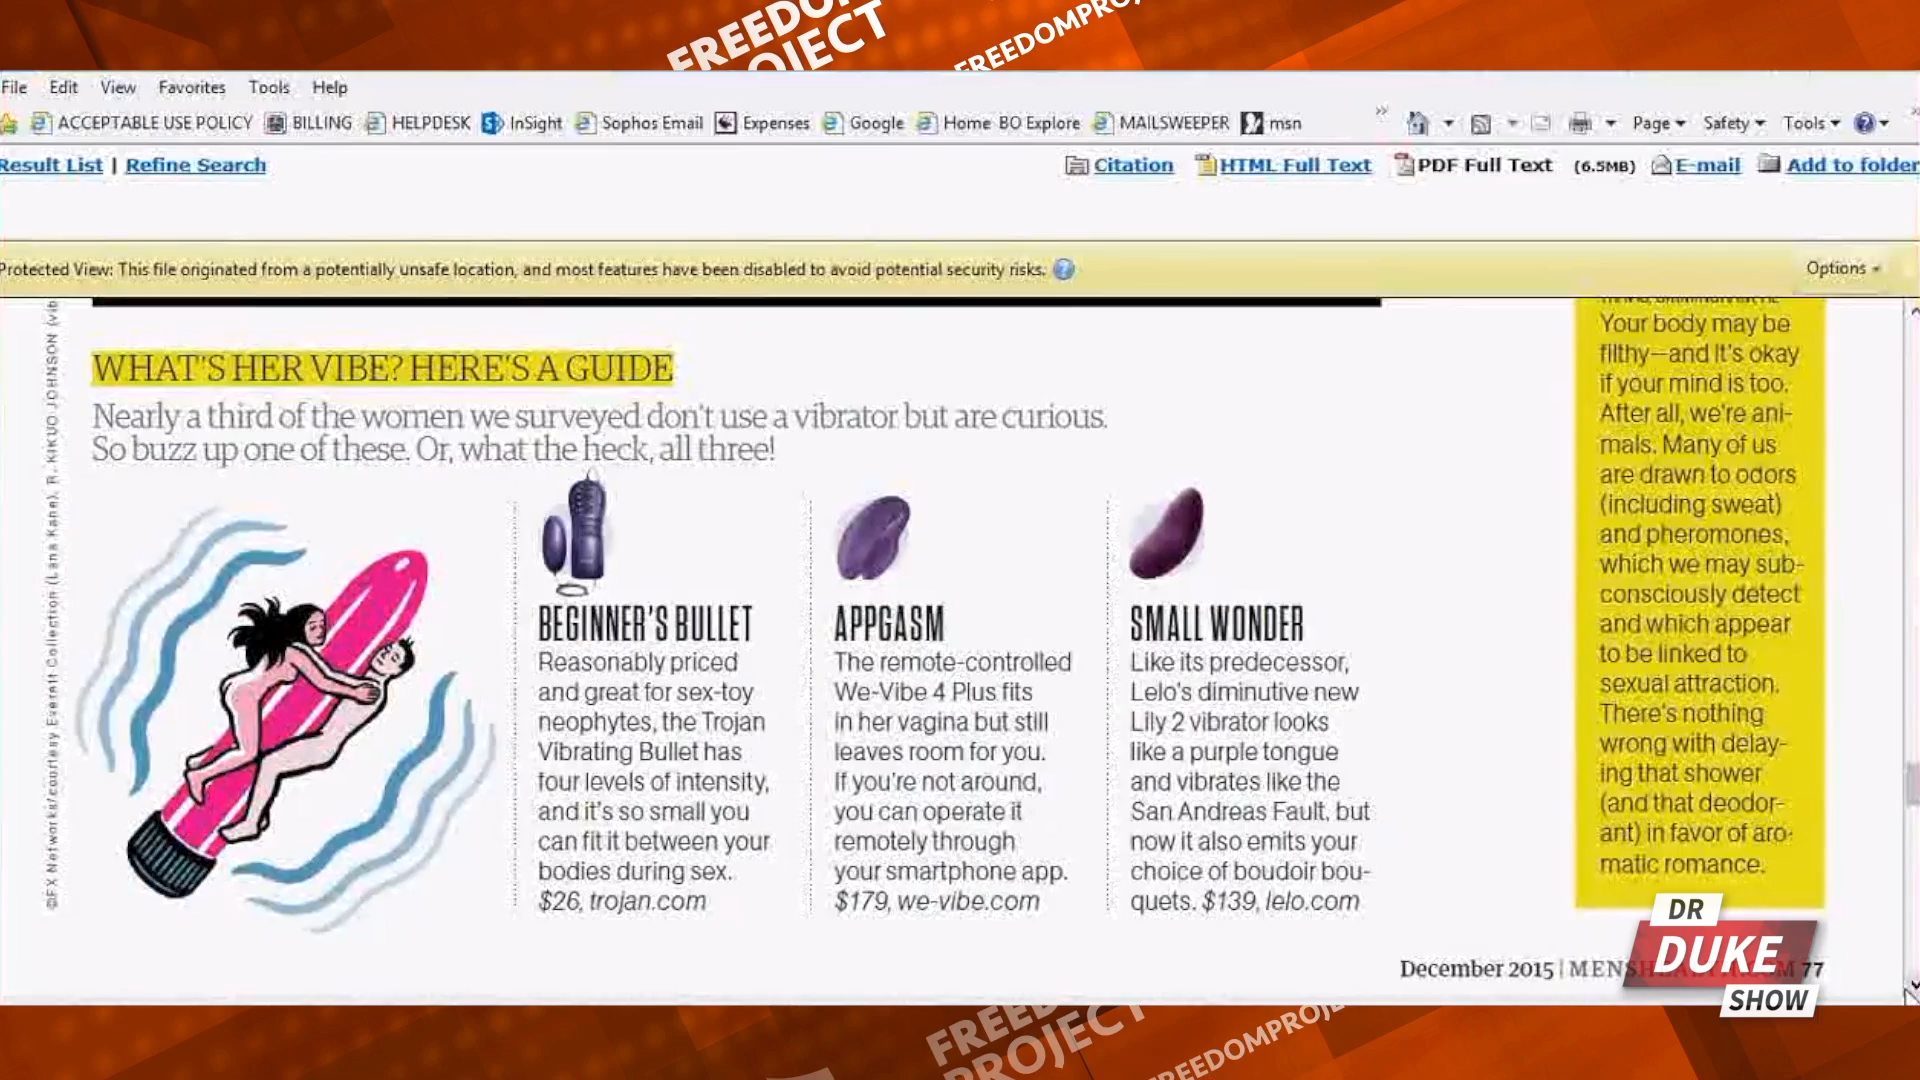 FREEDOMPRO
PROJECT
File Edit View Favorites Tools Help
ACCEPTABLE USE POLICY BILLING HELPDESK InSight Sophos Email Expenses Google Home BO Explore MAILSWEEPER msn Page Safety Tools
Result List | Refine Search
Citation HTML Full Text PDF Full Text (6.5MB) E-mail Add to folder
Protected View: This file originated from a potentially unsafe location, and most features have been disabled to avoid potential security risks.
Options
©FX Networks/courtesy Everett Collection (Lana Kane), R. KIKUO JOHNSON (vib
WHAT'S HER VIBE? HERE'S A GUIDE
Nearly a third of the women we surveyed don't use a vibrator but are curious.
So buzz up one of these. Or, what the heck, all three!
BEGINNER'S BULLET
Reasonably priced
and great for sex-toy
neophytes, the Trojan
Vibrating Bullet has
four levels of intensity,
and it's so small you
can fit it between your
bodies during sex.
$26, trojan.com
APPGASM
The remote-controlled
We-Vibe 4 Plus fits
in her vagina but still
leaves room for you.
If you're not around,
you can operate it
remotely through
your smartphone app.
$179, we-vibe.com
SMALL WONDER
Like its predecessor,
Lelo's diminutive new
Lily 2 vibrator looks
like a purple tongue
and vibrates like the
San Andreas Fault, but
now it also emits your
choice of boudoir bou-
quets. $139, lelo.com
Your body may be
filthy—and it's okay
if your mind is too.
After all, we're ani-
mals. Many of us
are drawn to odors
(including sweat)
and pheromones,
which we may sub-
consciously detect
and which appear
to be linked to
sexual attraction.
There's nothing
wrong with delay-
ing that shower
(and that deodor-
ant) in favor of aro-
matic romance.
December 2015 | MENS 77
DR
DUKE
SHOW
PROJECT
FREEDOMPROJE